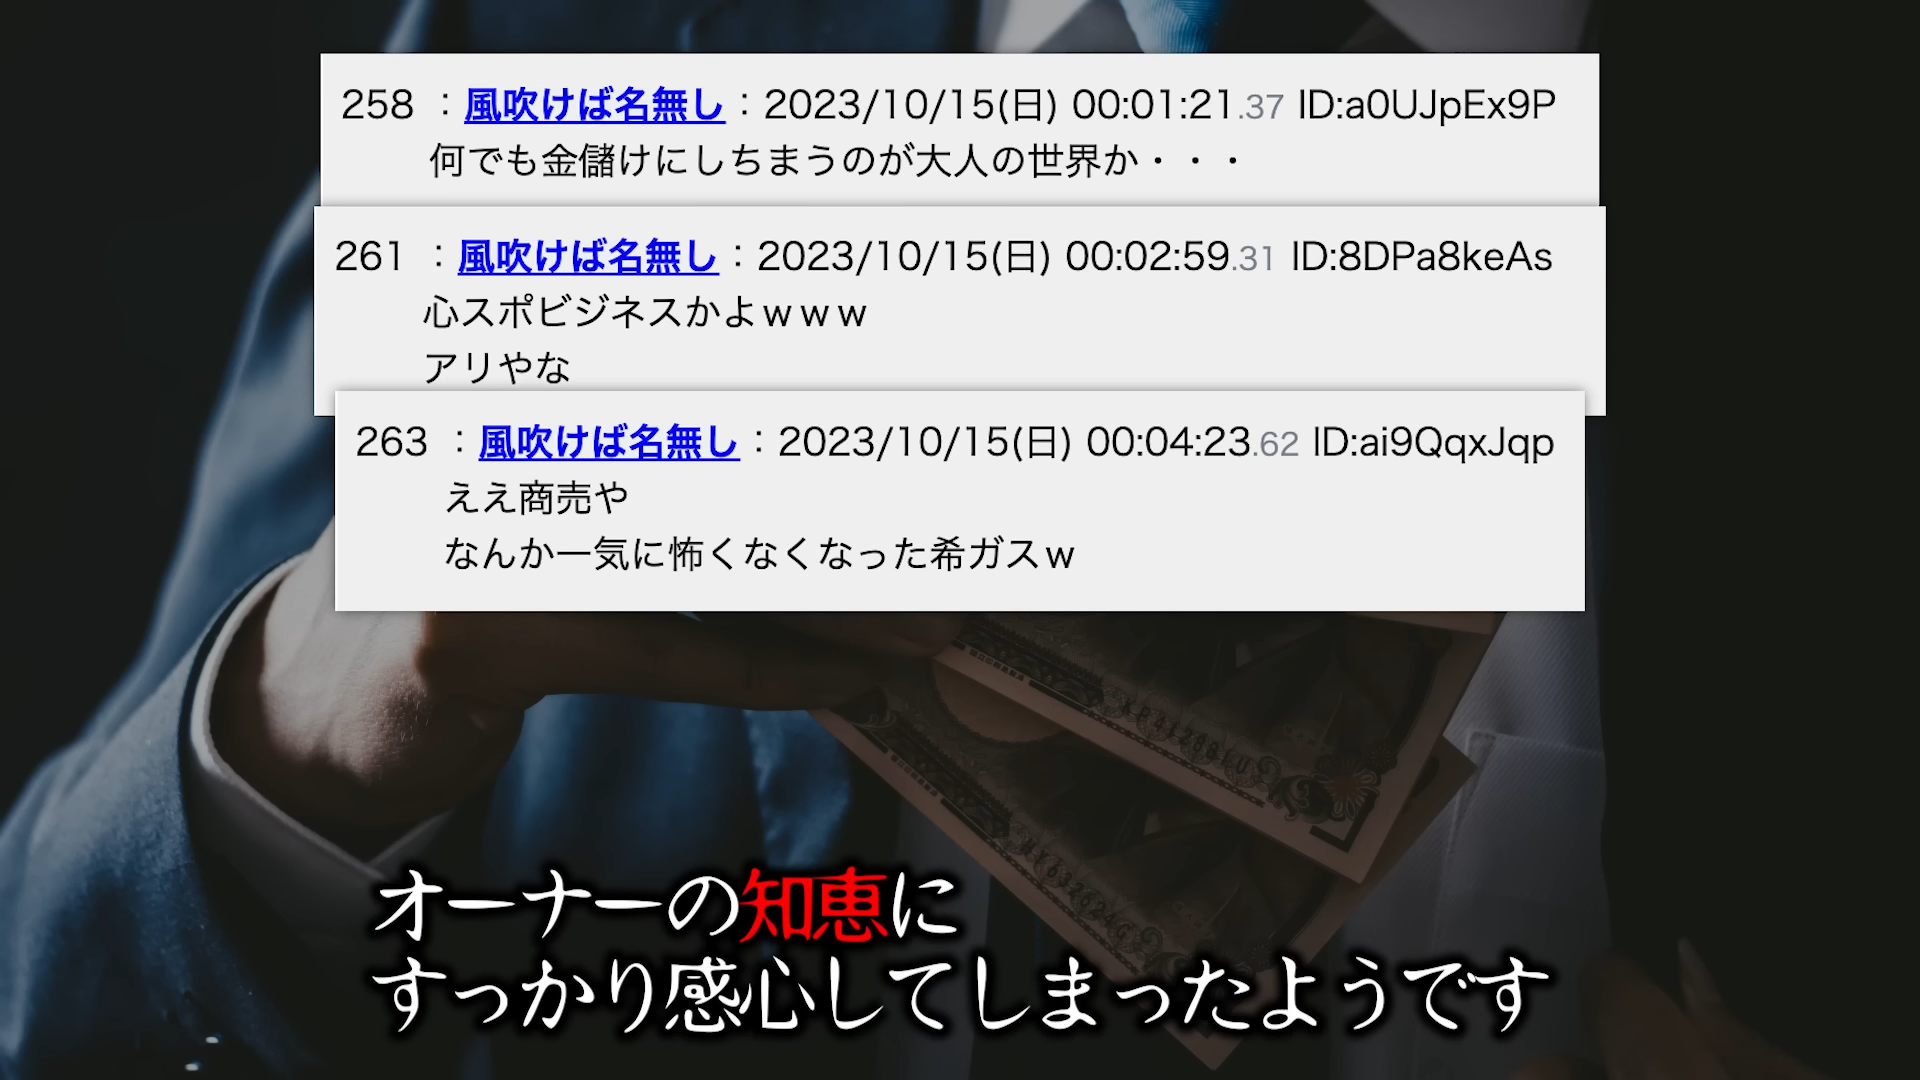 258 ：風吹けば名無し：2023/10/15(日) 00:01:21.37 ID:a0UJpEx9P
何でも金儲けにしちまうのが大人の世界か・・・
261 ：風吹けば名無し：2023/10/15(日) 00:02:59.31 ID:8DPa8keAs
心スポビジネスかよｗｗｗ
アリやな
263 ：風吹けば名無し：2023/10/15(日) 00:04:23.62 ID:ai9QqxJqp
ええ商売や
なんか一気に怖くなくなった希ガスｗ
オーナーの知恵に
すっかり感心してしまったようです